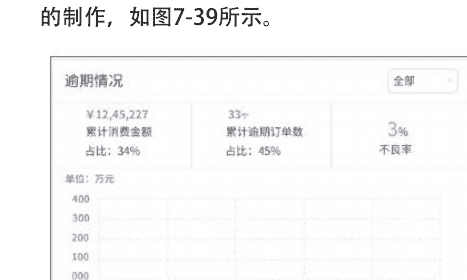 的制作，如图7-39所示。
逾期情况 全部
￥12,45,227 33个
累计消费金额 累计逾期订单数 3%
占比：34% 占比：45% 不良率
单位：万元
400
300
200
100
000